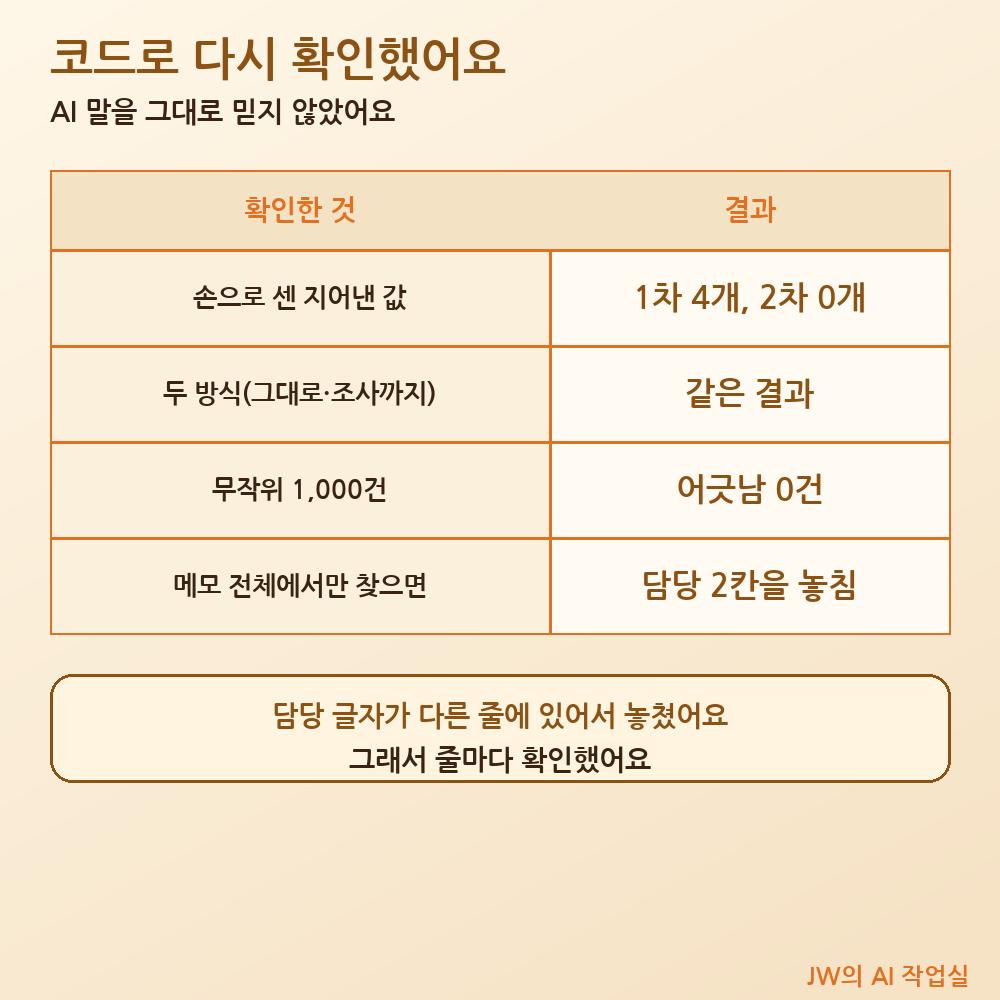 코드로 다시 확인했어요
AI 말을 그대로 믿지 않았어요
확인한 것 결과
손으로 센 지어낸 값 1차 4개, 2차 0개
두 방식(그대로·조사까지) 같은 결과
무작위 1,000건 어긋남 0건
메모 전체에서만 찾으면 담당 2칸을 놓침
담당 글자가 다른 줄에 있어서 놓쳤어요
그래서 줄마다 확인했어요
JW의 AI 작업실